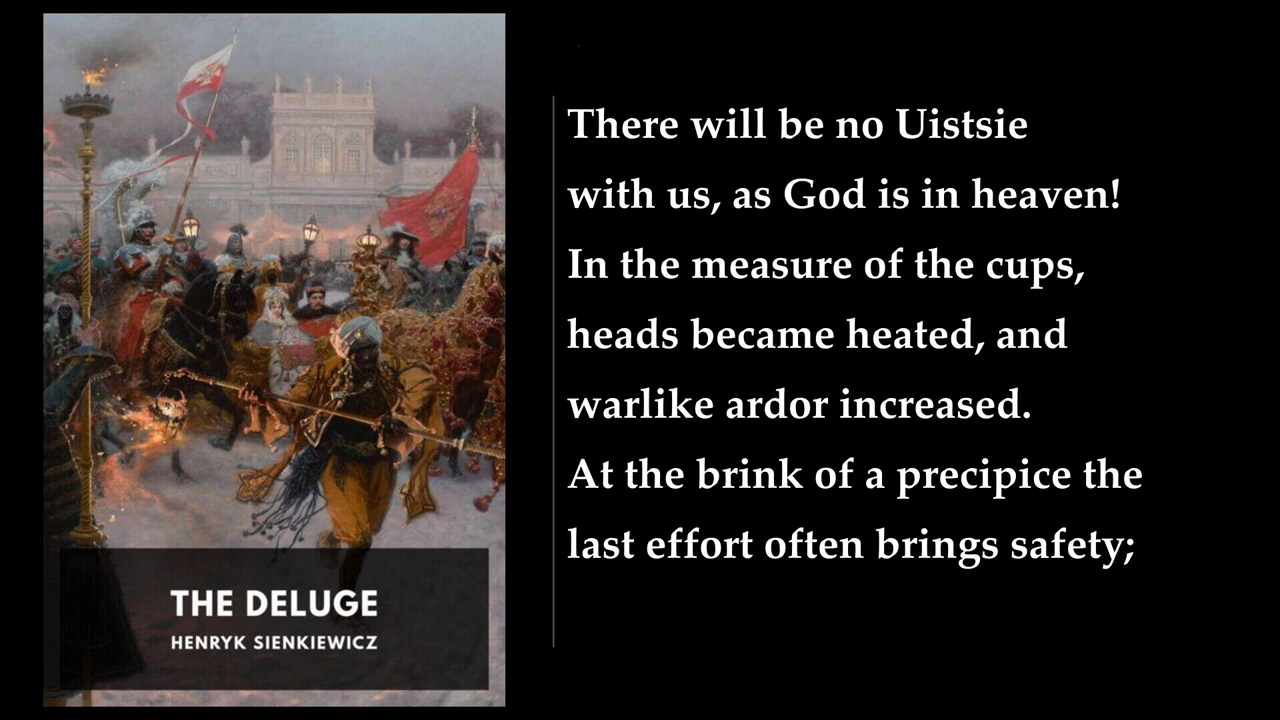 There will be no Uistsie
with us, as God is in heaven!
In the measure of the cups,
heads became heated, and
warlike ardor increased.
At the brink of a precipice the
last effort often brings safety;
THE DELUGE
HENRYK SIENKIEWICZ